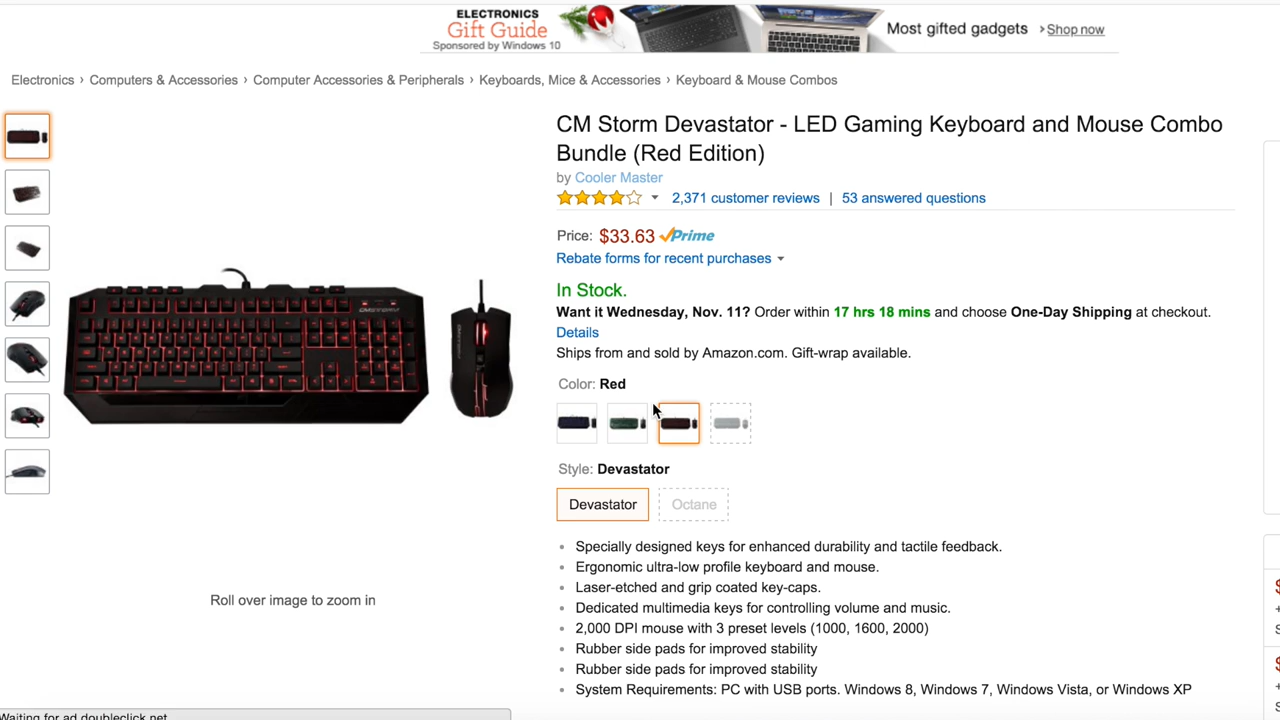 ELECTRONICS
Gift Guide
Sponsored by Windows 10
Most gifted gadgets › Shop now
Electronics › Computers & Accessories › Computer Accessories & Peripherals › Keyboards, Mice & Accessories › Keyboard & Mouse Combos
CM Storm Devastator - LED Gaming Keyboard and Mouse Combo
Bundle (Red Edition)
by Cooler Master
2,371 customer reviews | 53 answered questions
Price: $33.63 Prime
Rebate forms for recent purchases
In Stock.
Want it Wednesday, Nov. 11? Order within 17 hrs 18 mins and choose One-Day Shipping at checkout.
Details
Ships from and sold by Amazon.com. Gift-wrap available.
Color: Red
Style: Devastator
Devastator
Octane
• Specially designed keys for enhanced durability and tactile feedback.
• Ergonomic ultra-low profile keyboard and mouse.
• Laser-etched and grip coated key-caps.
• Dedicated multimedia keys for controlling volume and music.
• 2,000 DPI mouse with 3 preset levels (1000, 1600, 2000)
• Rubber side pads for improved stability
• Rubber side pads for improved stability
• System Requirements: PC with USB ports. Windows 8, Windows 7, Windows Vista, or Windows XP
CMSTORM
Roll over image to zoom in
Waiting for ad.doubleclick.net